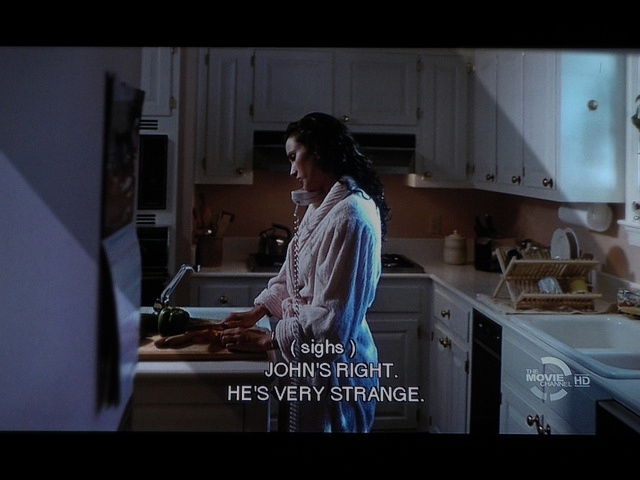 ( sighs )
JOHN'S RIGHT.
HE'S VERY STRANGE.
THE
MOVIE
CHANNEL HD